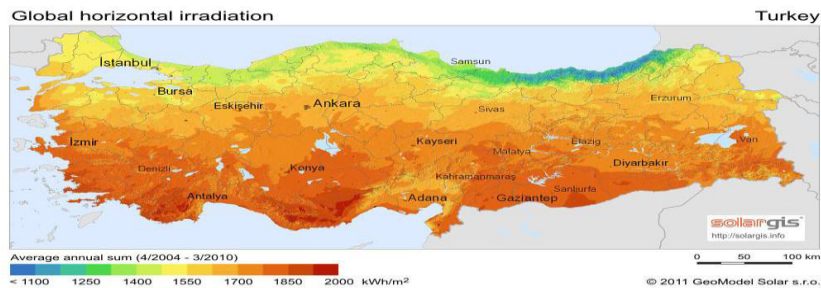 Global horizontal irradiation
Turkey
İstanbul
Samsun
Bursa
Eskişehir
Ankara
Sivas
Erzurum
İzmir
Kayseri
Elazig
Van
Malatya
Denizli
Konya
Diyarbakır
Kahramanmaraş
Antalya
Adana
Gaziantep
Sanliurfa
solargis
http://solargis.info
Average annual sum (4/2004 - 3/2010)
0 50 100 km
< 1100 1250 1400 1550 1700 1850 2000 kWh/m²
© 2011 GeoModel Solar s.r.o.